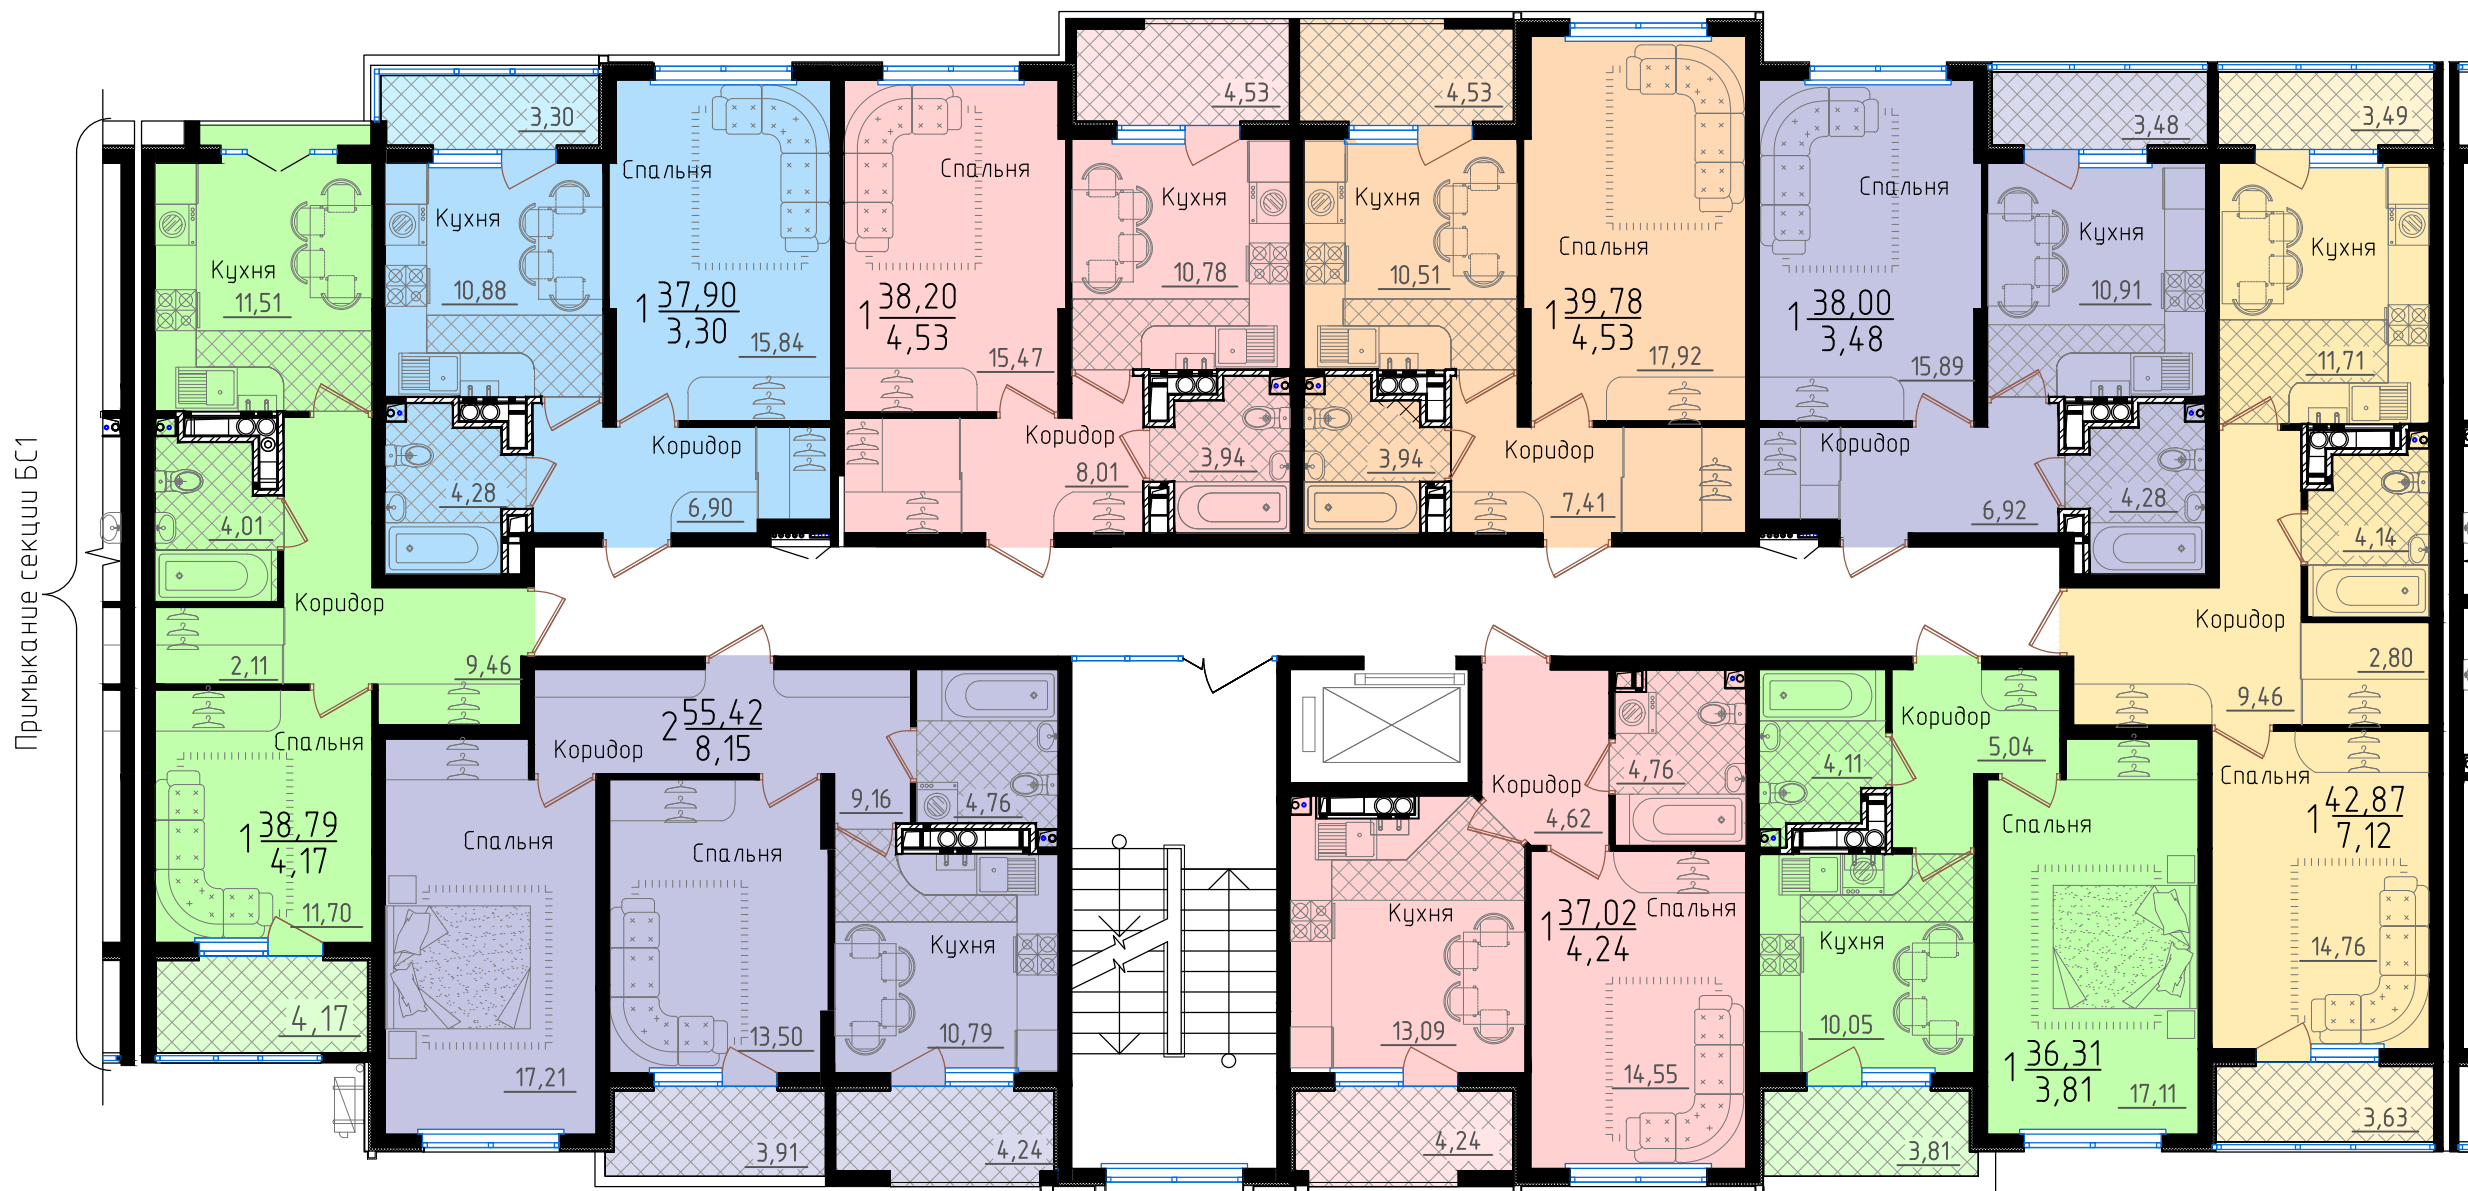 Примыкание секции БС1
3,30
4,53
4,53
3,48
3,49
Спальня
Спальня
Спальня
Кухня
Кухня
Кухня
Кухня
Спальня
Кухня
Кухня
11,51
10,88
1 37,90
3,30
15,84
1 38,20
4,53
15,47
10,78
10,51
1 39,78
4,53
17,92
1 38,00
3,48
15,89
10,91
11,71
Коридор
Коридор
Коридор
Коридор
4,01
4,28
6,90
8,01
3,94
3,94
7,41
6,92
4,28
4,14
Коридор
Коридор
2,11
9,46
2,80
9,46
Спальня
2 55,42
8,15
Коридор
Коридор
5,04
4,76
4,11
Спальня
1 38,79
4,17
11,70
Спальня
Спальня
9,16
4,76
Коридор
4,62
Спальня
1 42,87
7,12
Кухня
Кухня
1 37,02
4,24
Спальня
Кухня
14,76
4,17
17,21
13,50
10,79
13,09
14,55
10,05
1 36,31
3,81
17,11
3,91
4,24
4,24
3,81
3,63